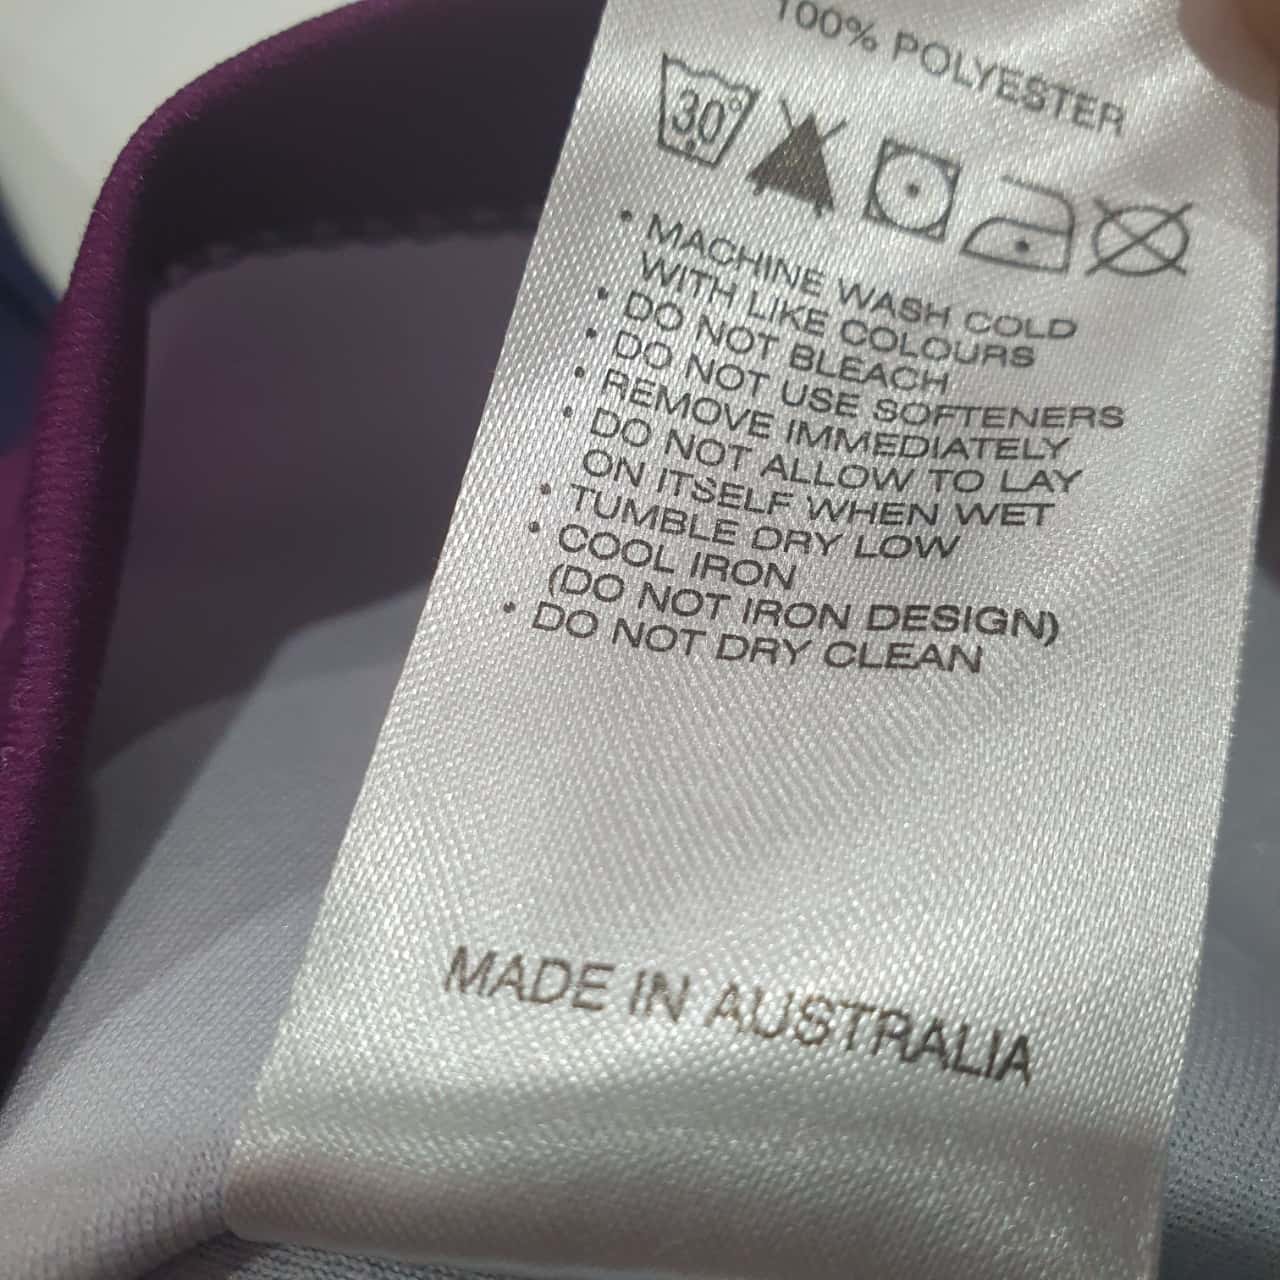 100% POLYESTER
30°
• MACHINE WASH COLD
WITH LIKE COLOURS
• DO NOT BLEACH
• DO NOT USE SOFTENERS
• REMOVE IMMEDIATELY
• DO NOT ALLOW TO LAY
ON ITSELF WHEN WET
• TUMBLE DRY LOW
• COOL IRON
(DO NOT IRON DESIGN)
• DO NOT DRY CLEAN
MADE IN AUSTRALIA